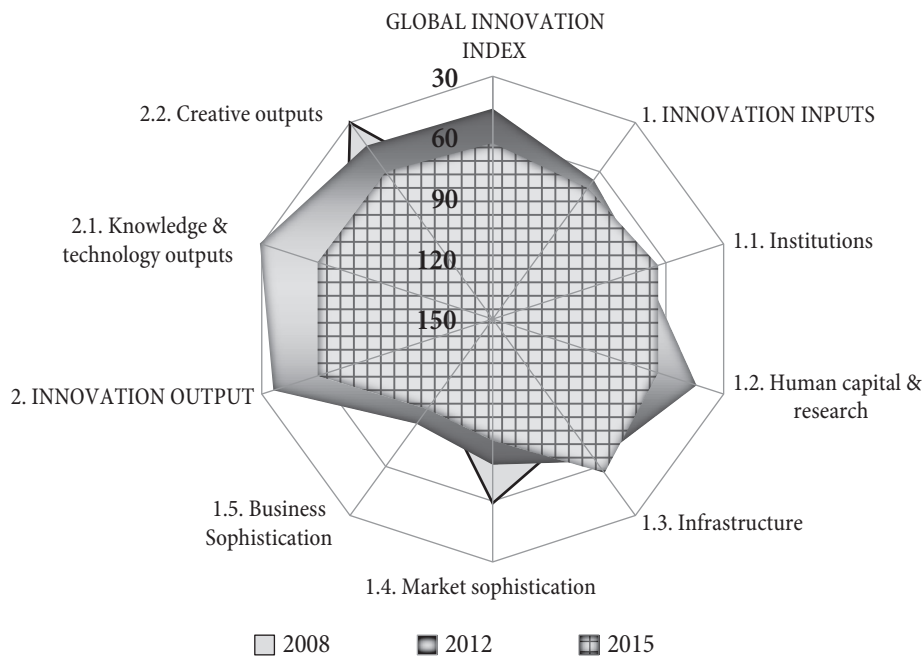 GLOBAL INNOVATION
INDEX
30
60
90
120
150
1. INNOVATION INPUTS
1.1. Institutions
1.2. Human capital &
research
1.3. Infrastructure
1.4. Market sophistication
1.5. Business
Sophistication
2. INNOVATION OUTPUT
2.1. Knowledge &
technology outputs
2.2. Creative outputs
2008
2012
2015